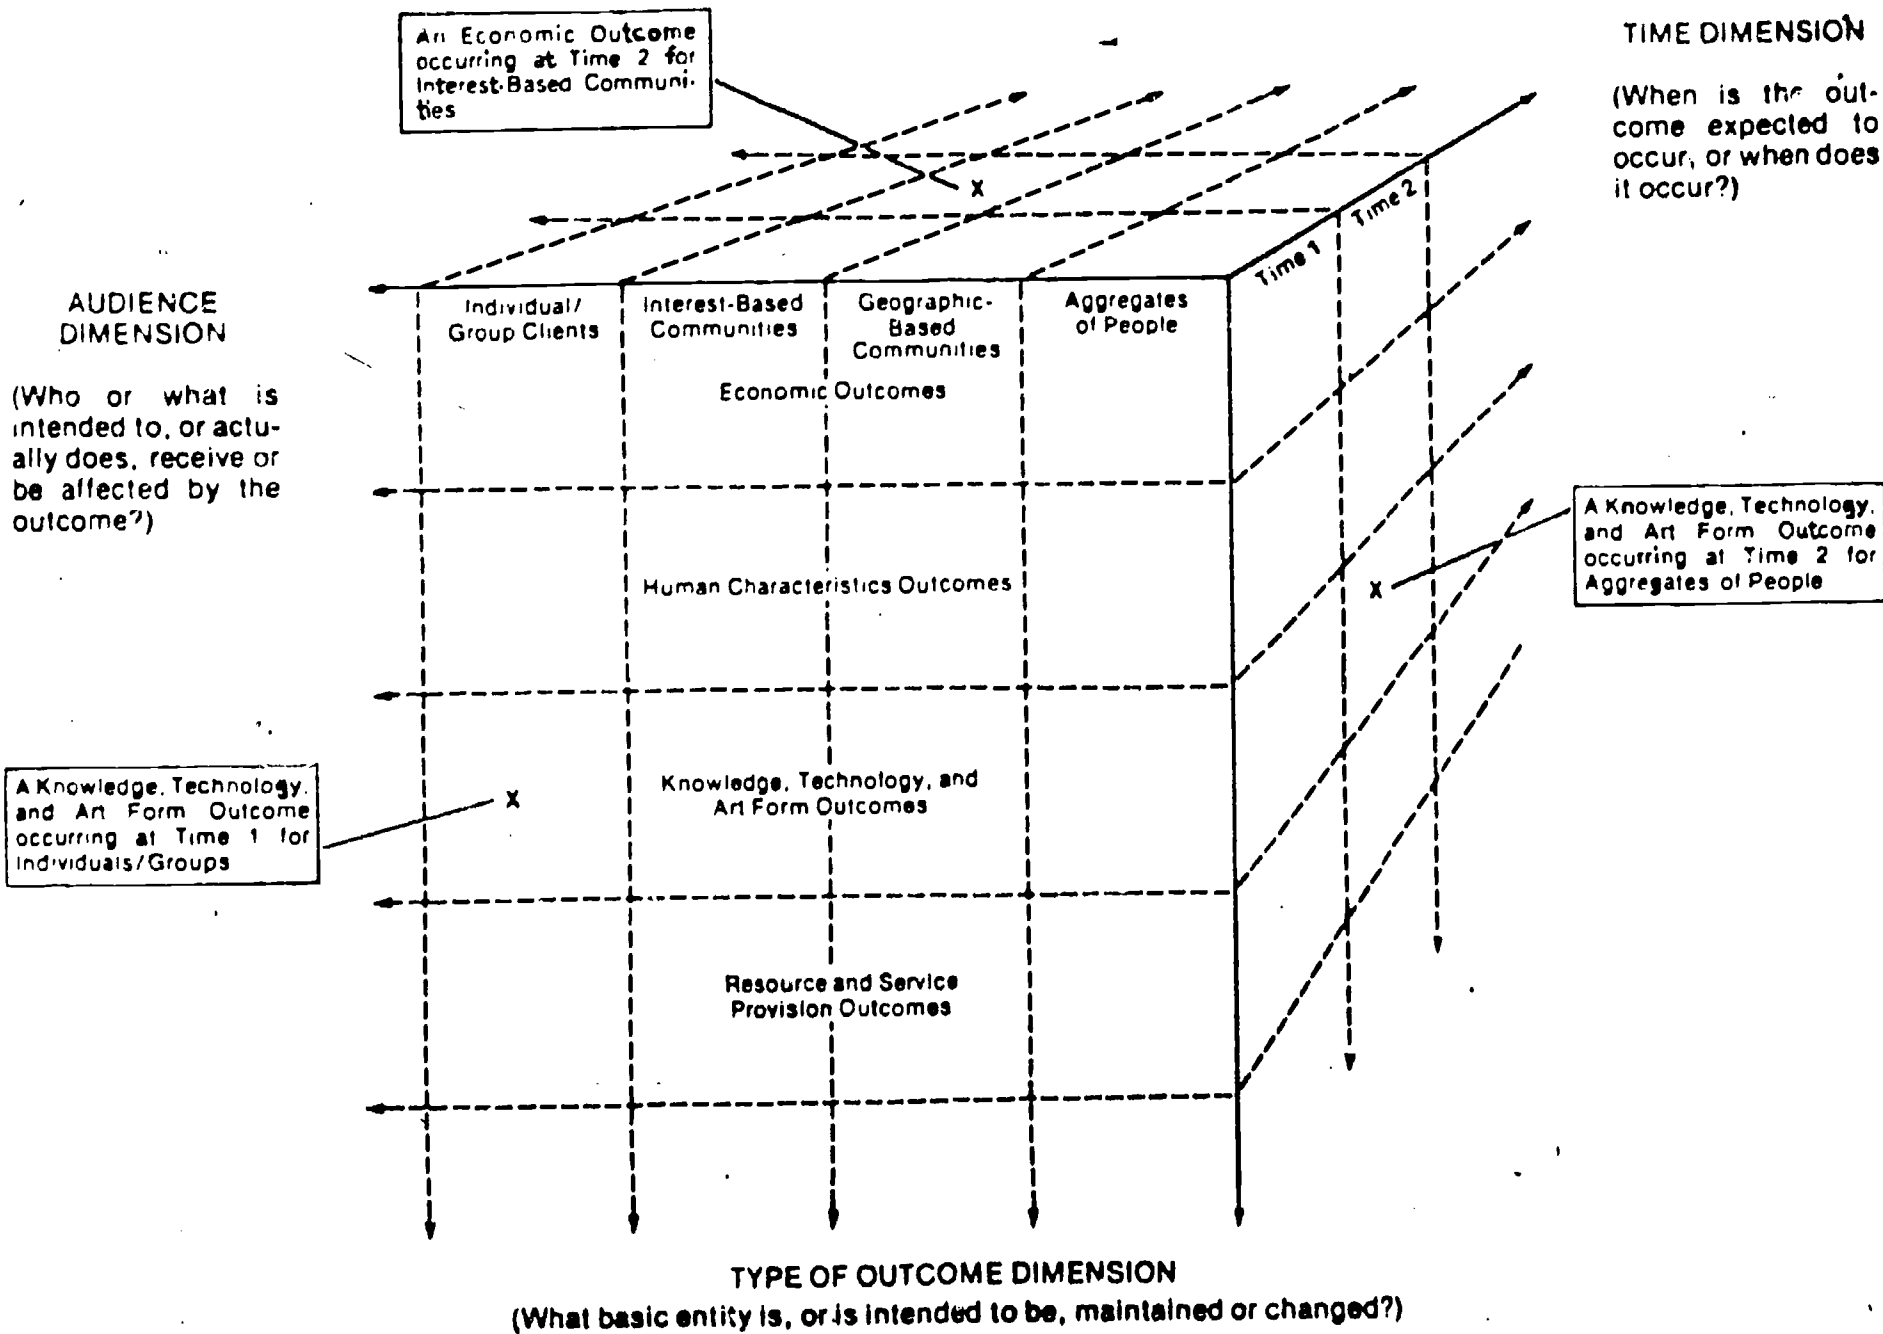 An Economic Outcome
occurring at Time 2 for
Interest-Based Communi-
ties
TIME DIMENSION
(When is the out-
come expected to
occur, or when does
it occur?)
X
Time 1
Time 2
AUDIENCE
DIMENSION
(Who or what is
intended to, or actu-
ally does, receive or
be affected by the
outcome?)
Individual/
Group Clients
Interest-Based
Communities
Geographic-
Based
Communities
Aggregates
of People
Economic Outcomes
Human Characteristics Outcomes
X
A Knowledge, Technology,
and Art Form Outcome
occurring at Time 2 for
Aggregates of People
A Knowledge, Technology,
and Art Form Outcome
occurring at Time 1 for
Individuals/Groups
X
Knowledge, Technology, and
Art Form Outcomes
Resource and Service
Provision Outcomes
TYPE OF OUTCOME DIMENSION
(What basic entity is, or is intended to be, maintained or changed?)